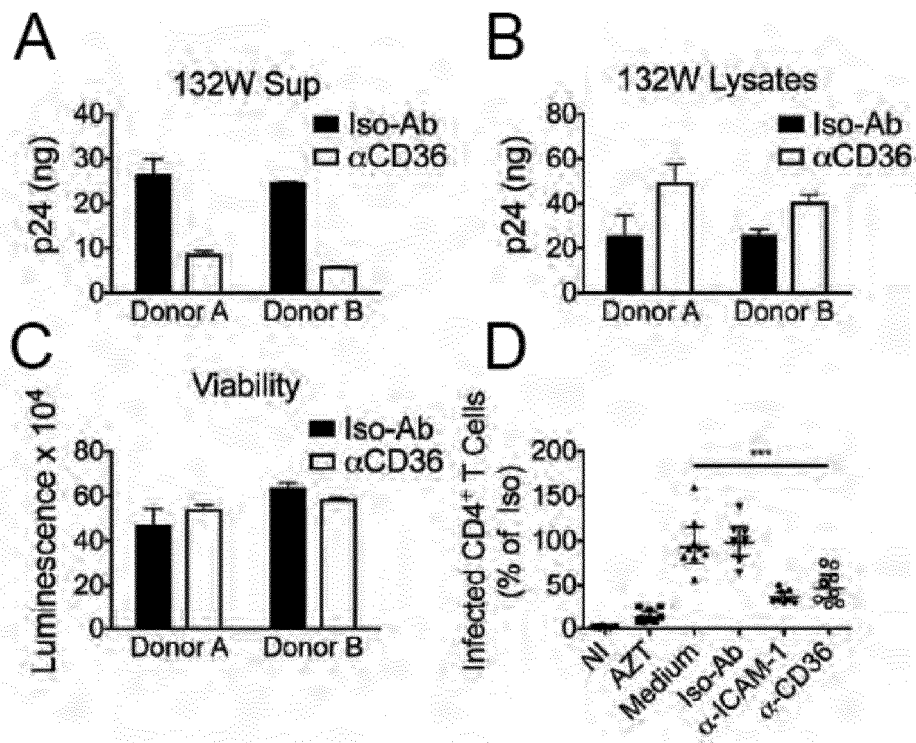 A
132W Sup
p24 (ng)
40
30
20
10
0
Iso-Ab
αCD36
Donor A
Donor B
B
132W Lysates
p24 (ng)
80
60
40
20
0
Iso-Ab
αCD36
Donor A
Donor B
C
Viability
Luminescence x 10⁴
80
60
40
20
0
Iso-Ab
αCD36
Donor A
Donor B
D
Infected CD4⁺ T Cells
(% of Iso)
200
150
100
50
0
***
NI
AZT
Medium
Iso-Ab
α-ICAM-1
α-CD36